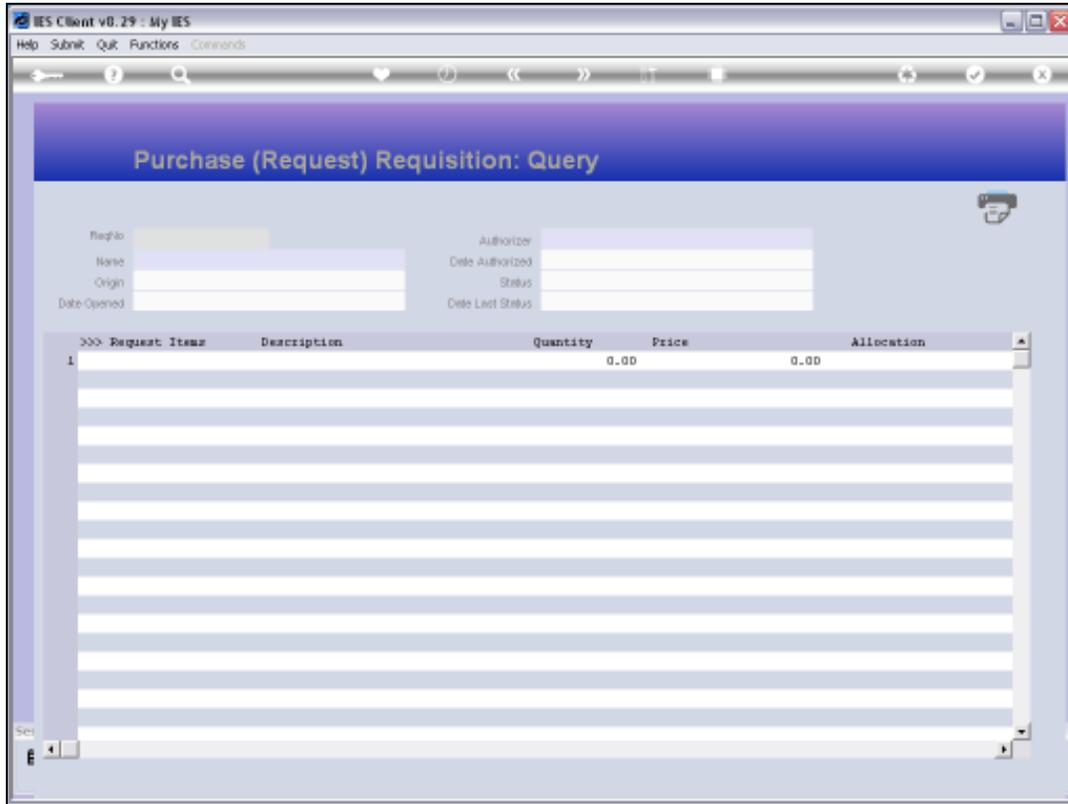 IES Client v8.29 : My IES
Help Submit Quit Functions Commands
Purchase (Request) Requisition: Query
ReqNo
Authorizer
Name
Date Authorized
Origin
Status
Date Opened
Date Last Status
>>> Request Items Description Quantity Price Allocation
1 0.00 0.00
Ses